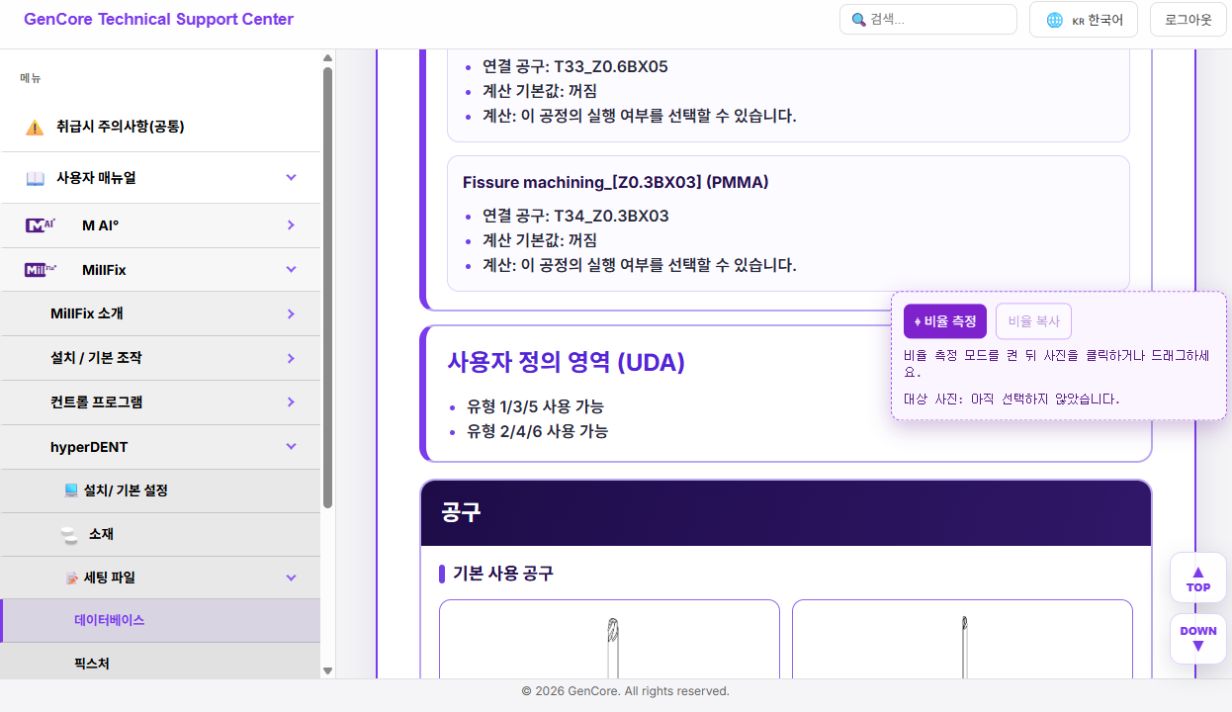 GenCore Technical Support Center
검색...
KR 한국어
로그아웃
메뉴
취급시 주의사항(공통)
사용자 매뉴얼
M AI
M AI°
MillFix
MillFix 소개
설치 / 기본 조작
컨트롤 프로그램
hyperDENT
설치/ 기본 설정
소재
세팅 파일
데이터베이스
픽스처
연결 공구: T33_Z0.6BX05
계산 기본값: 꺼짐
계산: 이 공정의 실행 여부를 선택할 수 있습니다.
Fissure machining_[Z0.3BX03] (PMMA)
연결 공구: T34_Z0.3BX03
계산 기본값: 꺼짐
계산: 이 공정의 실행 여부를 선택할 수 있습니다.
사용자 정의 영역 (UDA)
유형 1/3/5 사용 가능
유형 2/4/6 사용 가능
공구
기본 사용 공구
비율 측정
비율 복사
비율 측정 모드를 켠 뒤 사진을 클릭하거나 드래그하세
요.
대상 사진: 아직 선택하지 않았습니다.
TOP
DOWN
© 2026 GenCore. All rights reserved.